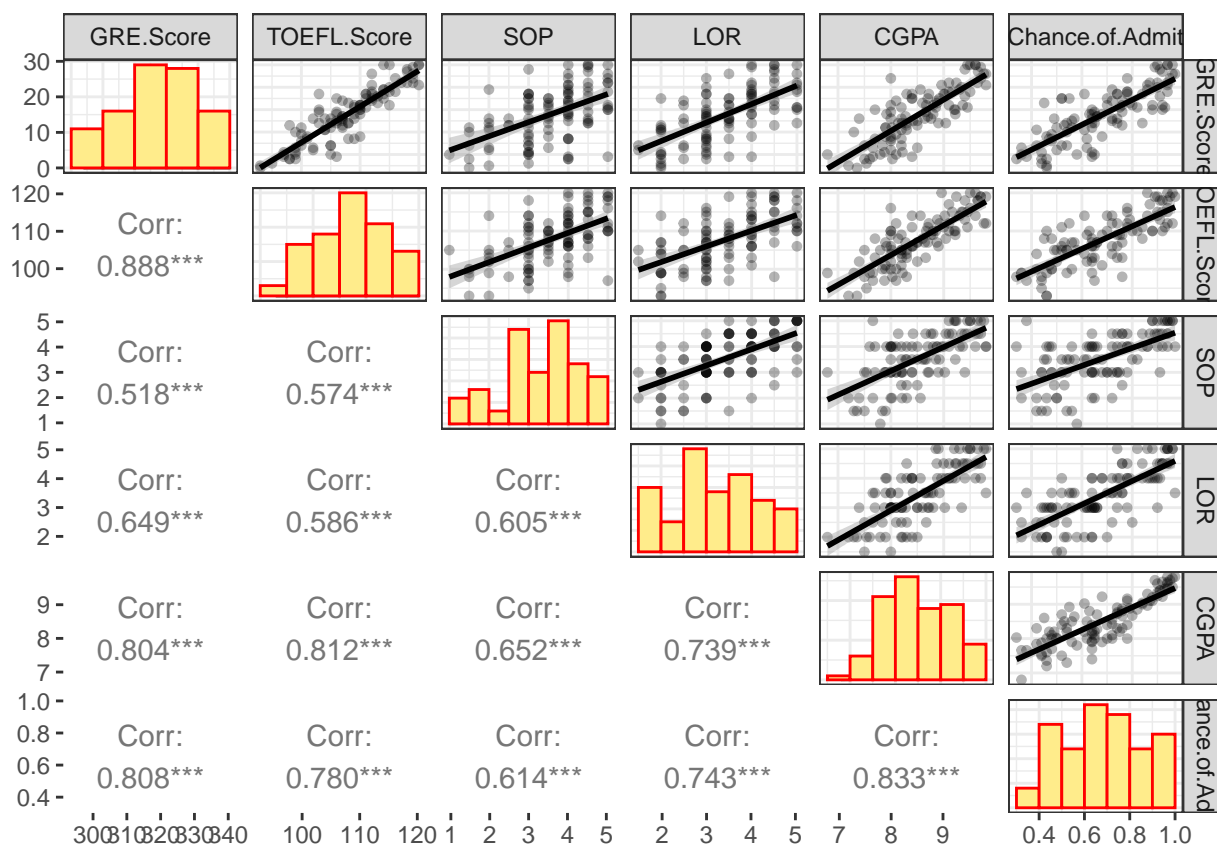 GRE.Score TOEFL.Score SOP LOR CGPA Chance.of.Admit
30
20
10
0
GRE.Score
120
110
100
Corr:
0.888***
OEFL.Scor
5
4
3
2
1
Corr:
0.518***
Corr:
0.574***
SOP
5
4
3
2
Corr:
0.649***
Corr:
0.586***
Corr:
0.605***
LOR
9
8
7
Corr:
0.804***
Corr:
0.812***
Corr:
0.652***
Corr:
0.739***
CGPA
1.0
0.8
0.6
0.4
Corr:
0.808***
Corr:
0.780***
Corr:
0.614***
Corr:
0.743***
Corr:
0.833***
ance.of.Ad
300 310 320 330 340 100 110 120 1 2 3 4 5 2 3 4 5 7 8 9 0.4 0.6 0.8 1.0